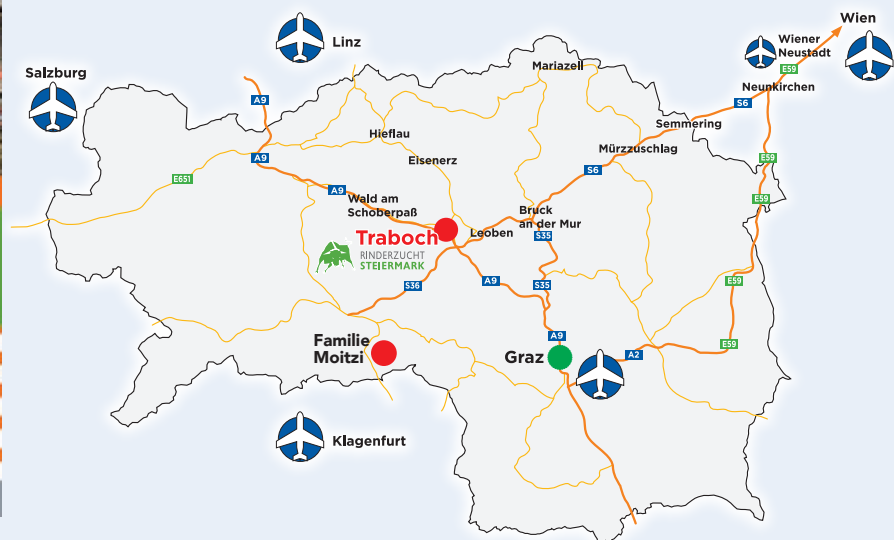 Wien
Linz
Wiener
Neustadt
E59
Salzburg
Mariazell
Neunkirchen
A9
S6
Semmering
Hieflau
Mürzzuschlag
A9
Eisenerz
E59
S6
E651
A9
Wald am
Schoberpaß
E59
Bruck
an der Mur
Traboch
Leoben
S35
RINDERZUCHT
STEIERMARK
S36
A9
S35
E59
A9
Familie
Moitzi
Graz
A2
E59
Klagenfurt